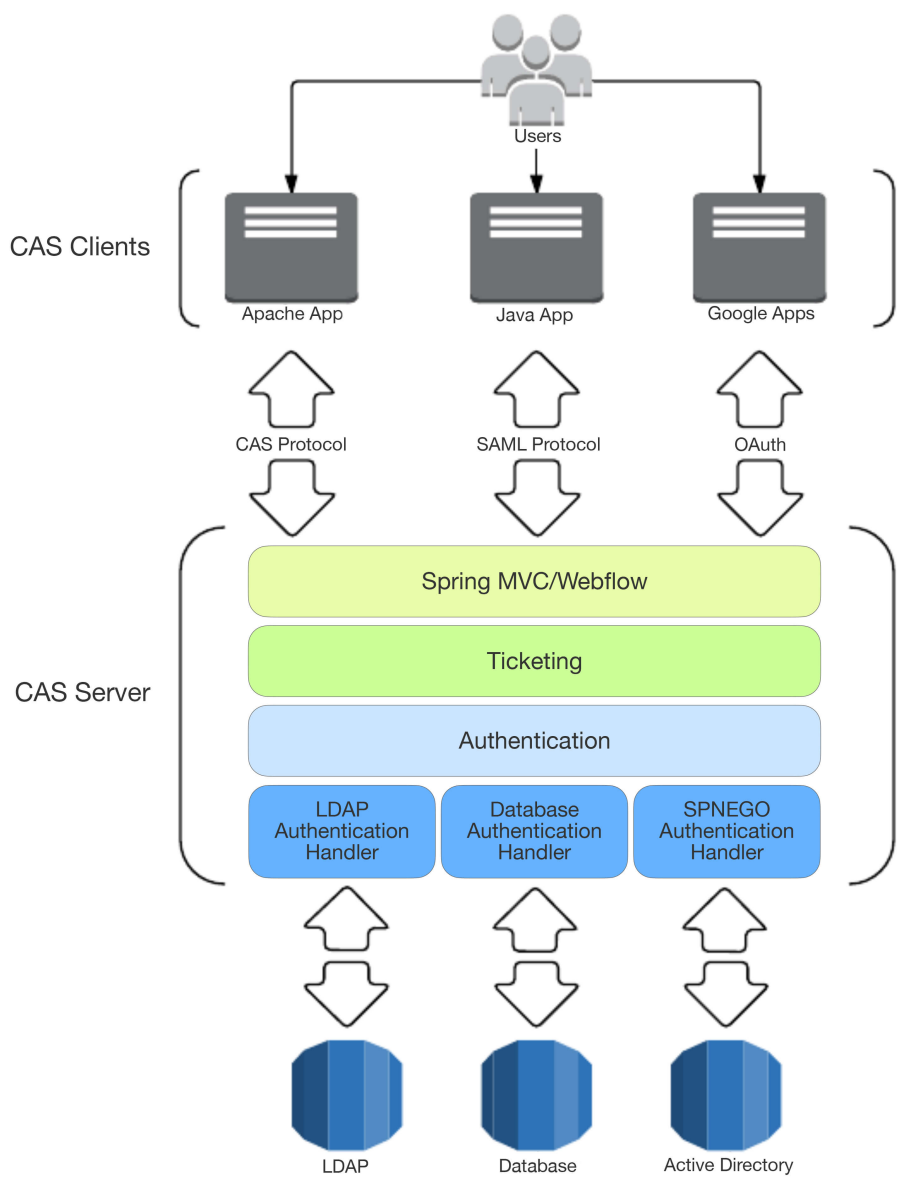 Users
CAS Clients
Apache App
Java App
Google Apps
CAS Protocol
SAML Protocol
OAuth
CAS Server
Spring MVC/Webflow
Ticketing
Authentication
LDAP
Authentication
Handler
Database
Authentication
Handler
SPNEGO
Authentication
Handler
LDAP
Database
Active Directory